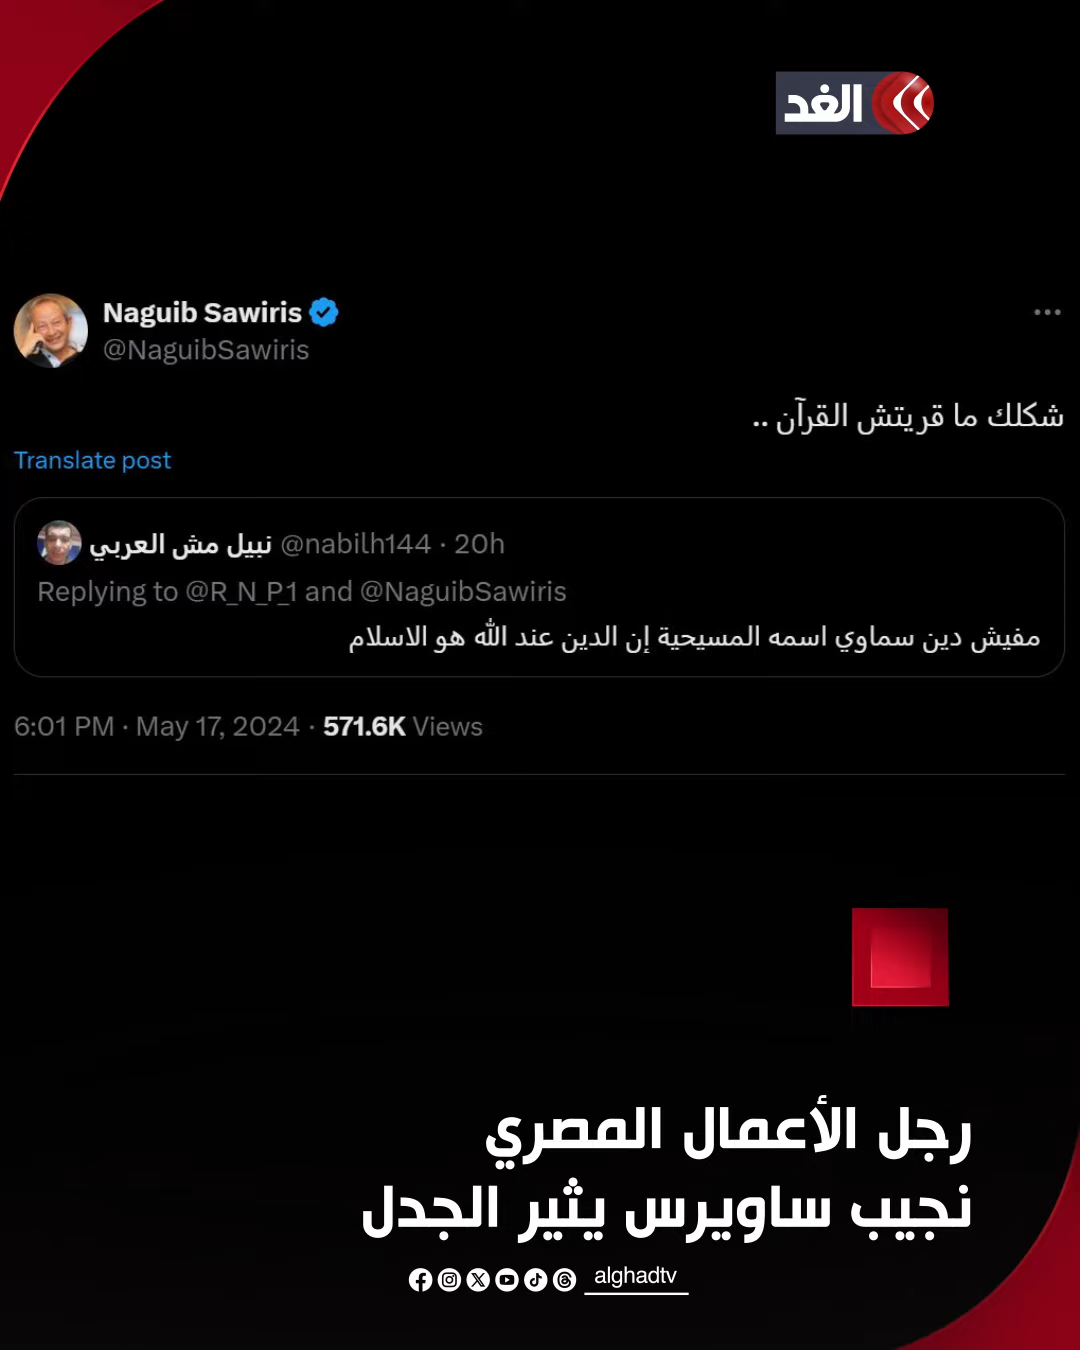 الغد
Naguib Sawiris
@NaguibSawiris
شكلك ما قريتش القرآن ..
Translate post
نبيل مش العربي @nabilh144 · 20h
Replying to @R_N_P1 and @NaguibSawiris
مفيش دين سماوي اسمه المسيحية إن الدين عند الله هو الاسلام
6:01 PM · May 17, 2024 · 571.6K Views
رجل الأعمال المصري
نجيب ساويرس يثير الجدل
alghadtv